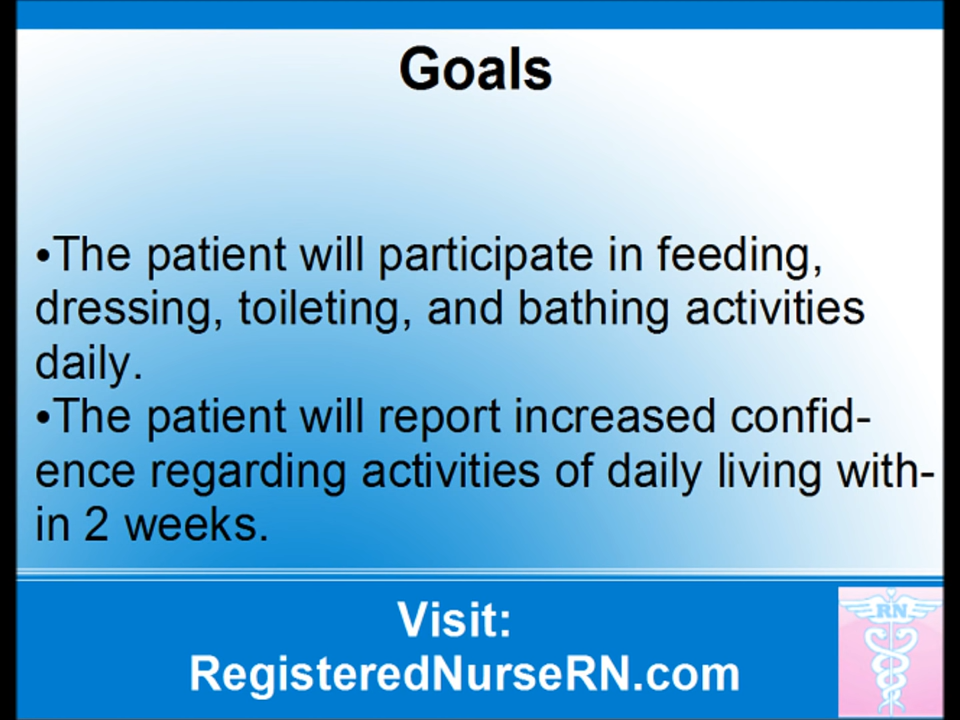 Goals
•The patient will participate in feeding,
dressing, toileting, and bathing activities
daily.
•The patient will report increased confid-
ence regarding activities of daily living with-
in 2 weeks.
Visit:
RegisteredNurseRN.com
RN